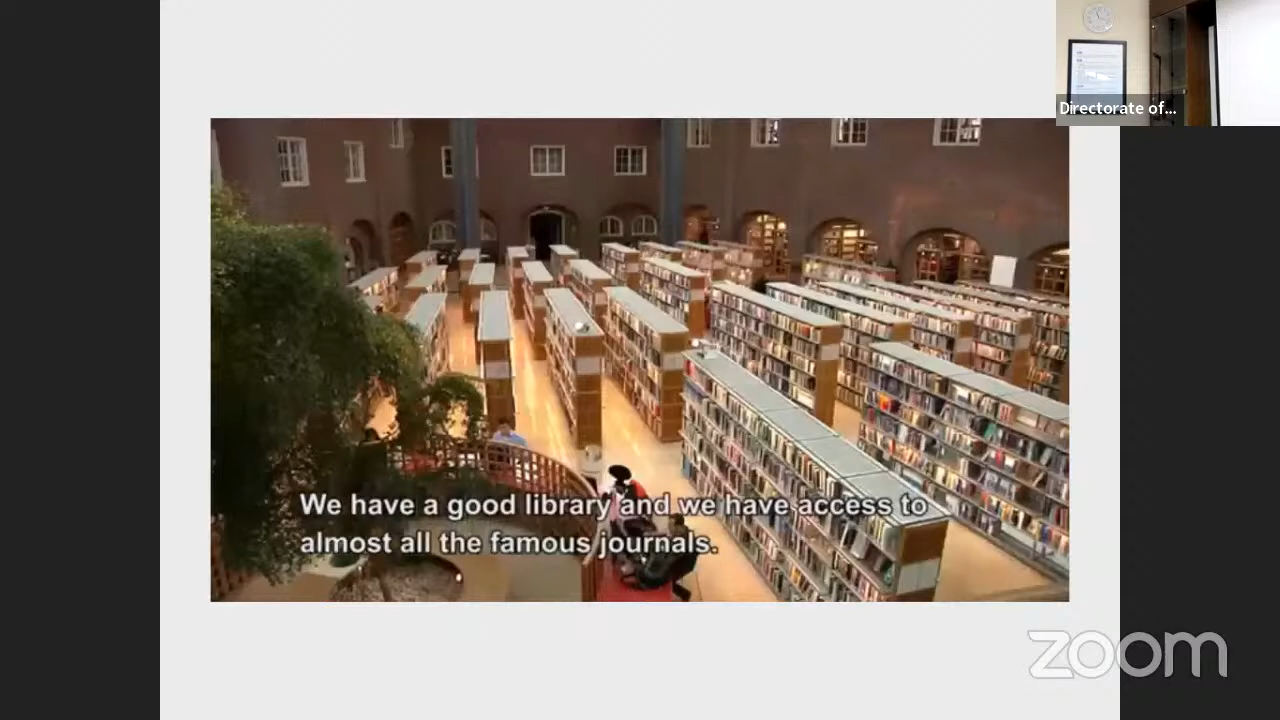 Directorate of...
We have a good library and we have access to
almost all the famous journals.
zoom